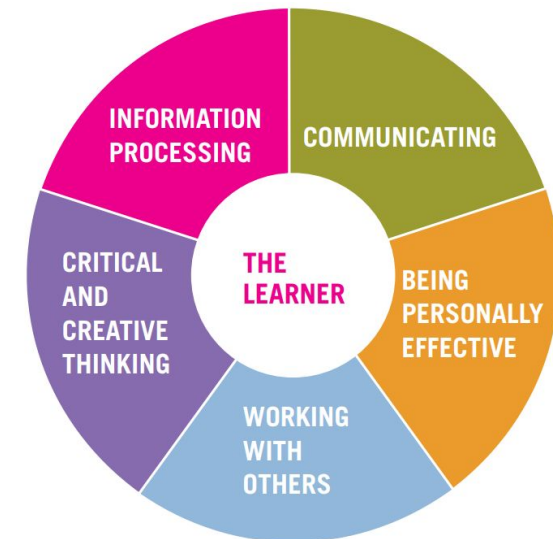 INFORMATION
PROCESSING
COMMUNICATING
CRITICAL
AND
CREATIVE
THINKING
THE
LEARNER
BEING
PERSONALLY
EFFECTIVE
WORKING
WITH
OTHERS